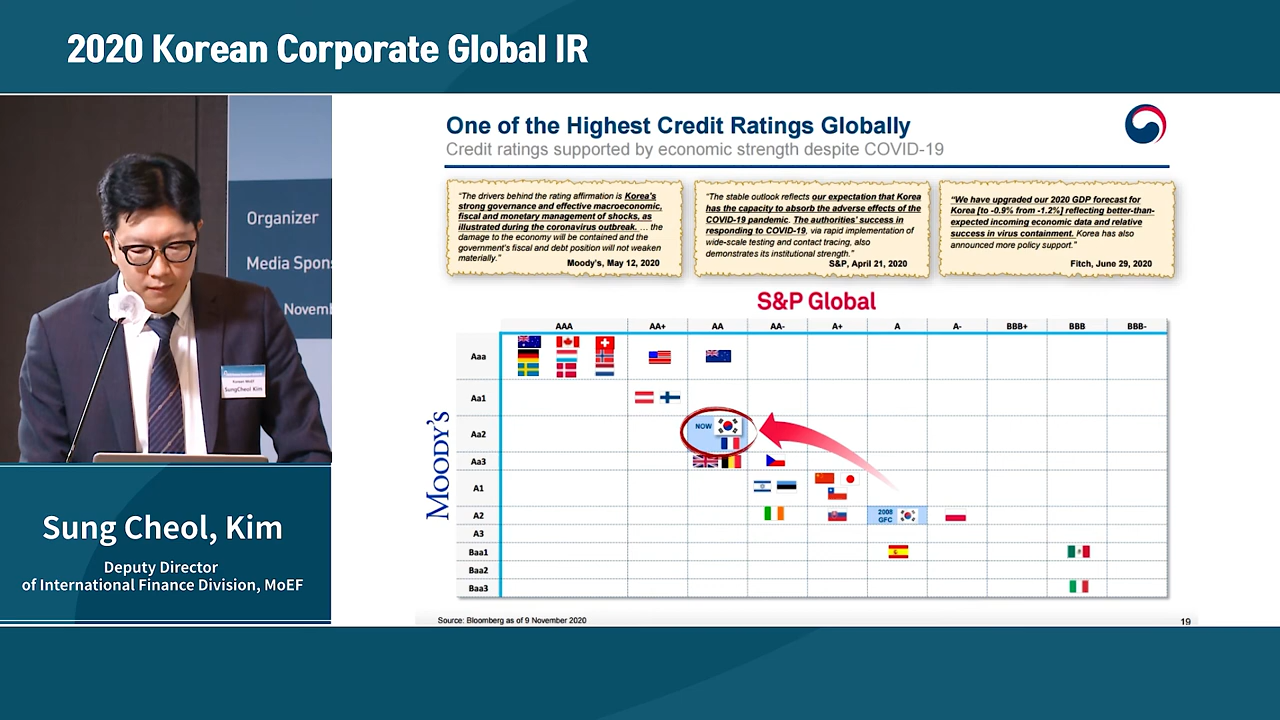 2020 Korean Corporate Global IR
Organizer
Media Spons
Novemb
Korean MoEF
SungCheol Kim
Sung Cheol, Kim
Deputy Director
of International Finance Division, MoEF
One of the Highest Credit Ratings Globally
Credit ratings supported by economic strength despite COVID-19
"The drivers behind the rating affirmation is Korea's
strong governance and effective macroeconomic,
fiscal and monetary management of shocks, as
illustrated during the coronavirus outbreak. ... the
damage to the economy will be contained and the
government's fiscal and debt position will not weaken
materially."
Moody's, May 12, 2020
"The stable outlook reflects our expectation that Korea
has the capacity to absorb the adverse effects of the
COVID-19 pandemic. The authorities' success in
responding to COVID-19, via rapid implementation of
wide-scale testing and contact tracing, also
demonstrates its institutional strength."
S&P, April 21, 2020
"We have upgraded our 2020 GDP forecast for
Korea [to -0.9% from -1.2%] reflecting better-than-
expected incoming economic data and relative
success in virus containment. Korea has also
announced more policy support."
Fitch, June 29, 2020
S&P Global
AAA AA+ AA AA- A+ A A- BBB+ BBB BBB-
MOODY'S
Aaa
Aa1
Aa2
NOW
Aa3
A1
A2
2008
GFC
A3
Baa1
Baa2
Baa3
Source: Bloomberg as of 9 November 2020
19